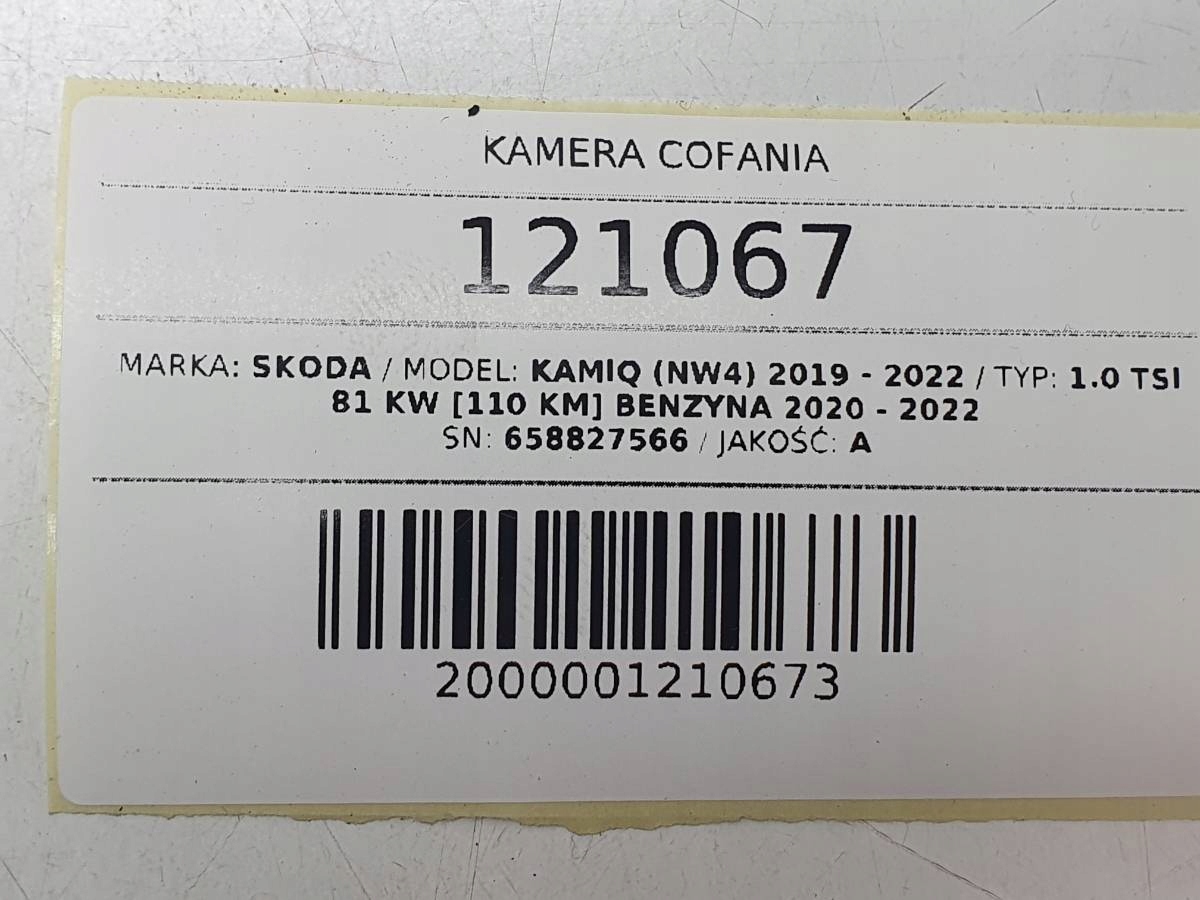 KAMERA COFANIA
121067
MARKA: SKODA / MODEL: KAMIQ (NW4) 2019 - 2022 / TYP: 1.0 TSI
81 KW [110 KM] BENZYNA 2020 - 2022
SN: 658827566 / JAKOŚĆ: A
2000001210673